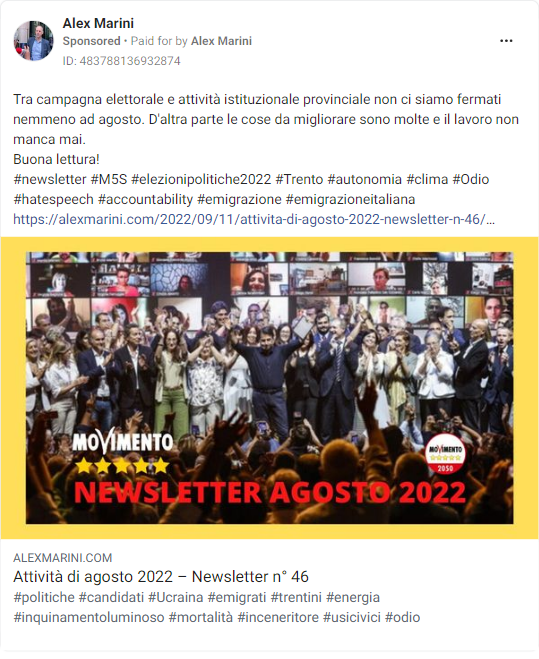 Alex Marini
Sponsored • Paid for by Alex Marini
ID: 483788136932874
Tra campagna elettorale e attività istituzionale provinciale non ci siamo fermati
nemmeno ad agosto. D'altra parte le cose da migliorare sono molte e il lavoro non
manca mai.
Buona lettura!
#newsletter #M5S #elezionipolitiche2022 #Trento #autonomia #clima #Odio
#hatespeech #accountability #emigrazione #emigrazioneitaliana
https://alexmarini.com/2022/09/11/attivita-di-agosto-2022-newsletter-n-46/...
MOVIMENTO
MOVIMENTO
2050
NEWSLETTER AGOSTO 2022
ALEXMARINI.COM
Attività di agosto 2022 – Newsletter n° 46
#politiche #candidati #Ucraina #emigrati #trentini #energia
#inquinamentoluminoso #mortalità #inceneritore #usicivici #odio